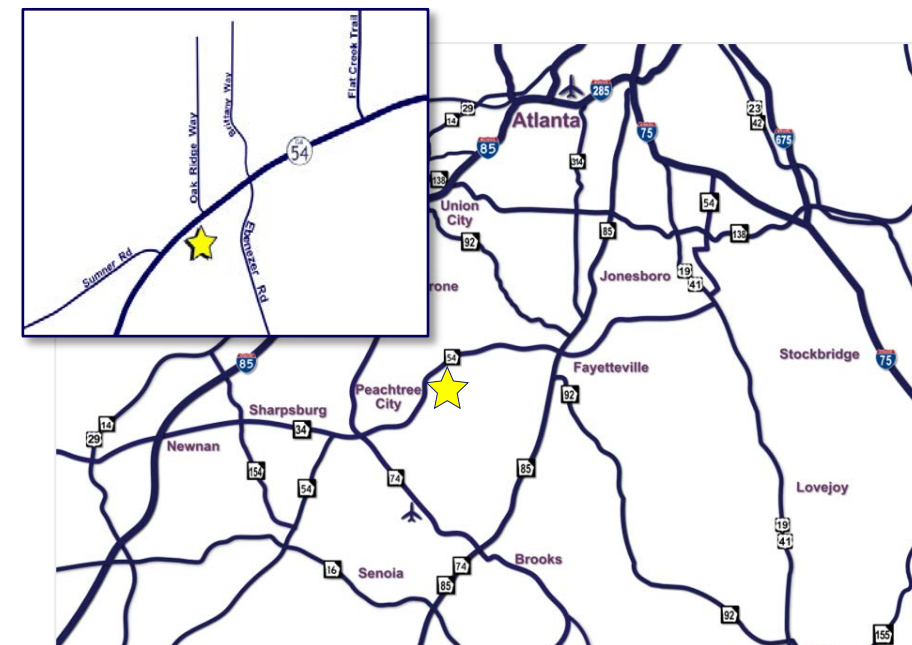 Flat Creek Trail
Brittany Way
Oak Ridge Way
54
Sumner Rd
Ebenezer Rd
29
14
285
Atlanta
85
75
23
42
675
314
138
Union
City
54
92
85
138
rone
Jonesboro
19
41
85
54
Fayetteville
Stockbridge
75
Peachtree
City
92
Sharpsburg
14
29
34
Newnan
154
54
74
85
Lovejoy
19
41
16
Senoia
74
85
Brooks
92
155